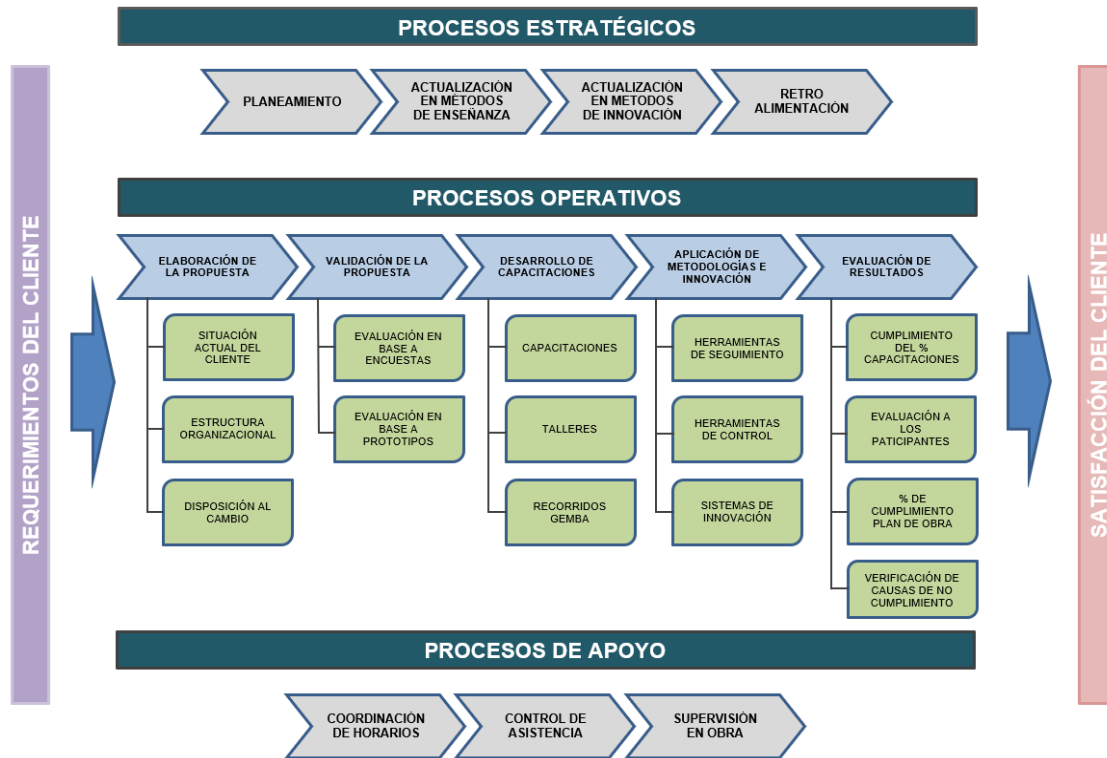 PROCESOS ESTRATÉGICOS
PLANEAMIENTO
ACTUALIZACIÓN
EN MÉTODOS
DE ENSEÑANZA
ACTUALIZACIÓN
EN METODOS
DE INNOVACIÓN
RETRO
ALIMENTACIÓN
REQUERIMIENTOS DEL CLIENTE
PROCESOS OPERATIVOS
ELABORACIÓN DE
LA PROPUESTA
SITUACIÓN
ACTUAL DEL
CLIENTE
ESTRUCTURA
ORGANIZACIONAL
DISPOSICIÓN AL
CAMBIO
VALIDACIÓN DE LA
PROPUESTA
EVALUACIÓN EN
BASE A
ENCUESTAS
EVALUACIÓN EN
BASE A
PROTOTIPOS
DESARROLLO DE
CAPACITACIONES
CAPACITACIONES
TALLERES
RECORRIDOS
GEMBA
APLICACIÓN DE
METODOLOGÍAS E
INNOVACIÓN
HERRAMIENTAS
DE SEGUIMIENTO
HERRAMIENTAS
DE CONTROL
SISTEMAS DE
INNOVACIÓN
EVALUACIÓN DE
RESULTADOS
CUMPLIMIENTO
DEL %
CAPACITACIONES
EVALUACIÓN A
LOS
PATICIPANTES
% DE
CUMPLIMIENTO
PLAN DE OBRA
VERIFICACIÓN DE
CAUSAS DE NO
CUMPLIMIENTO
SATISFACCIÓN DEL CLIENTE
PROCESOS DE APOYO
COORDINACIÓN
DE HORARIOS
CONTROL DE
ASISTENCIA
SUPERVISIÓN
EN OBRA